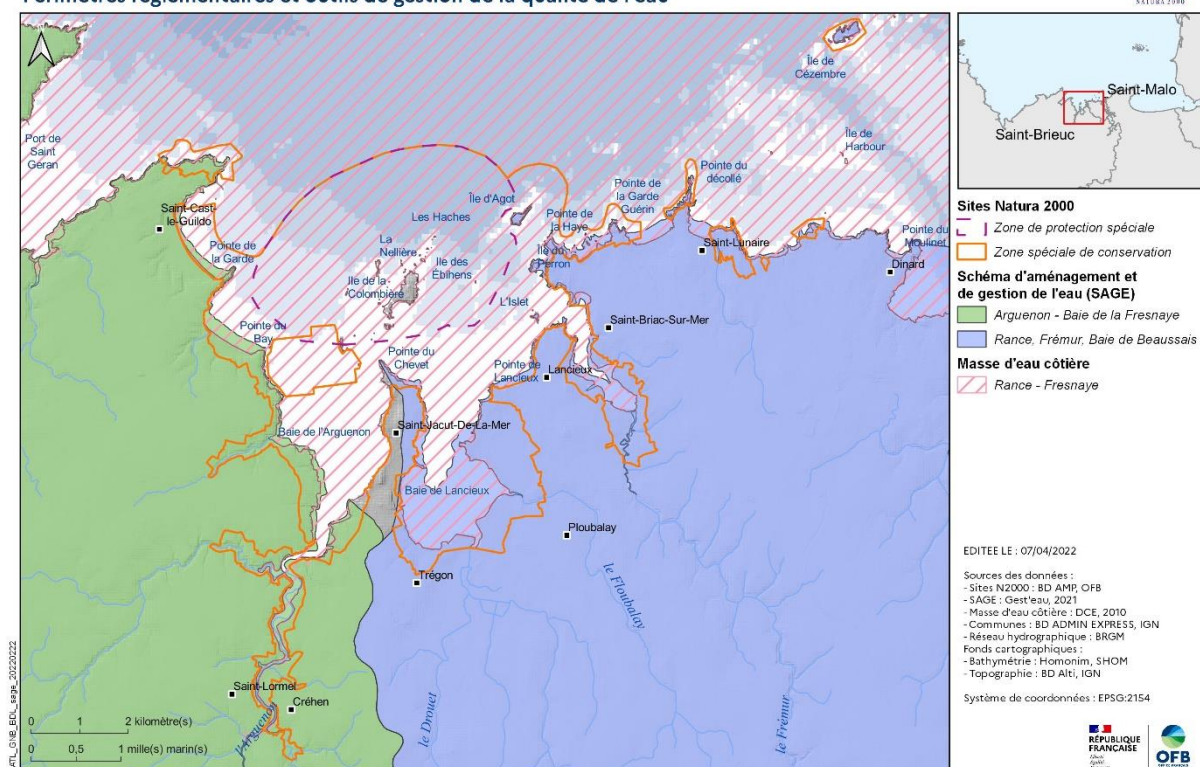 Périmètres réglementaires et outils de gestion de la qualité de l'eau
NATURA 2000
Île de
Cézembre
Port de
Saint
Géran
Île de
Harbour
Pointe du
décollé
Pointe de
la Garde
Guérin
Île d'Agot
Saint-Cast-
le-Guildo
Les Haches
Pointe de
la Haye
Pointe de
la Garde
La
Nellière
Île du
Perron
Saint-Lunaire
Pointe du
Moulinet
Dinard
Ile des
Ébihens
Ile de la
Colombière
L'Islet
Pointe du
Bay
Saint-Briac-Sur-Mer
Pointe du
Chevet
Pointe de
Lancieux
Lancieux
Baie de l'Arguenon
Saint-Jacut-De-La-Mer
Baie de Lancieux
Ploubalay
Trégon
le Floubalay
Saint-Lormel
Créhen
l'Arguenon
le Drouet
le Frémur
0 1 2 kilomètre(s)
0 0,5 1 mille(s) marin(s)
ATL_GNB_BDL_sage_20220222
Saint-Malo
Saint-Brieuc
Sites Natura 2000
Zone de protection spéciale
Zone spéciale de conservation
Schéma d'aménagement et
de gestion de l'eau (SAGE)
Arguenon - Baie de la Fresnaye
Rance, Frémur, Baie de Beaussais
Masse d'eau côtière
Rance - Fresnaye
EDITEE LE : 07/04/2022
Sources des données :
- Sites N2000 : BD AMP, OFB
- SAGE : Gest'eau, 2021
- Masse d'eau côtière : DCE, 2010
- Communes : BD ADMIN EXPRESS, IGN
- Réseau hydrographique : BRGM
Fonds cartographiques :
- Bathymétrie : Homonim, SHOM
- Topographie : BD Alti, IGN
Système de coordonnées : EPSG:2154
RÉPUBLIQUE
FRANÇAISE
Liberté
Égalité
OFB